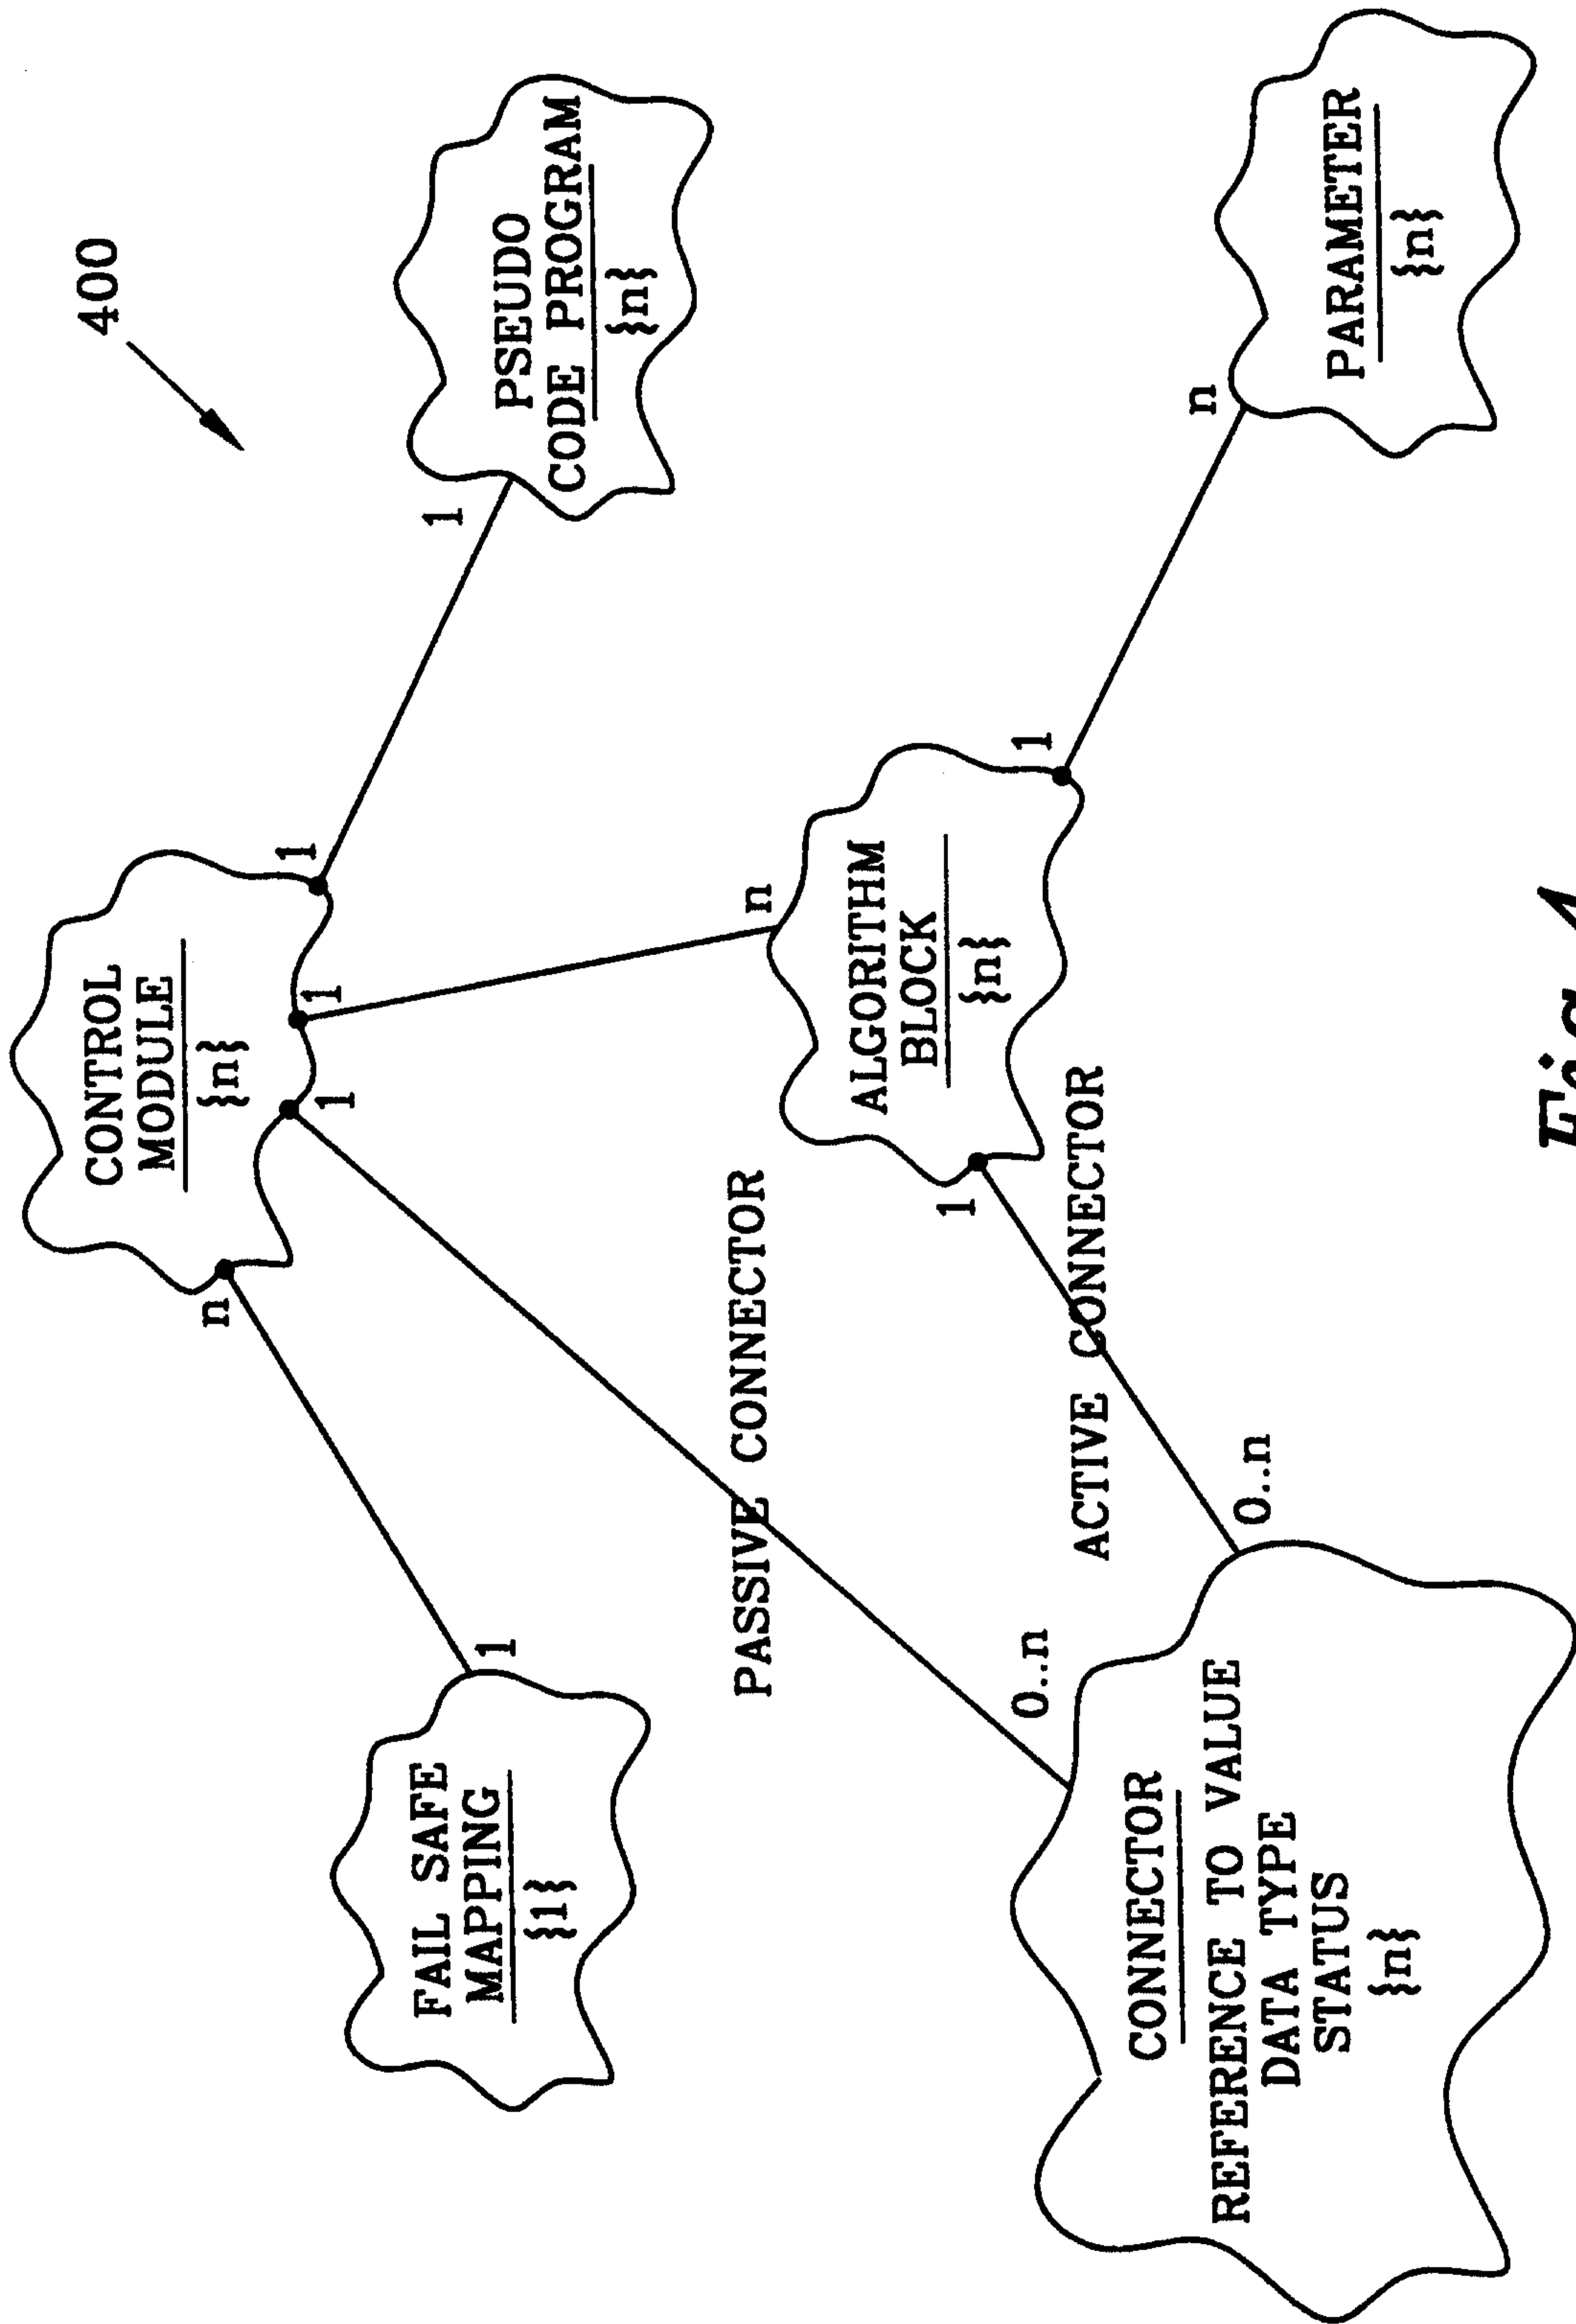 400
CONTROL
MODULE
{n}
n
1
1
1
1
PSEUDO
CODE PROGRAM
{n}
FAIL SAFE
MAPPING
{1}
1
PASSIVE CONNECTOR
n
ALGORITHM
BLOCK
{n}
1
1
ACTIVE CONNECTOR
0..n
0..n
CONNECTOR
REFERENCE TO VALUE
DATA TYPE
STATUS
{n}
n
PARAMETER
{n}